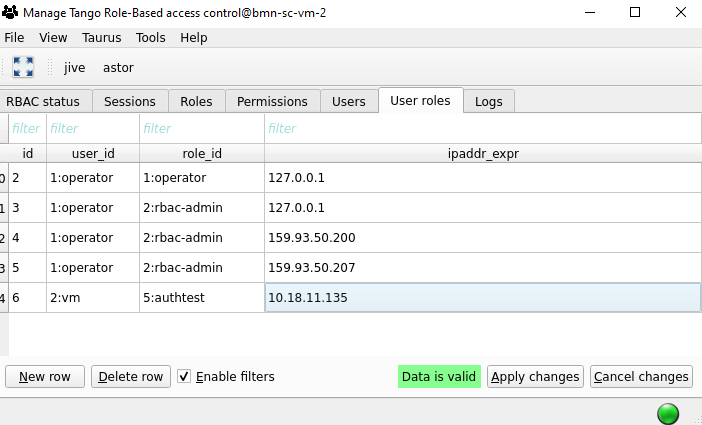 Manage Tango Role-Based access control@bmn-sc-vm-2
File View Taurus Tools Help
jive astor
RBAC status Sessions Roles Permissions Users User roles Logs
filter filter filter filter
id user_id role_id ipaddr_expr
0 2 1:operator 1:operator 127.0.0.1
1 3 1:operator 2:rbac-admin 127.0.0.1
2 4 1:operator 2:rbac-admin 159.93.50.200
3 5 1:operator 2:rbac-admin 159.93.50.207
4 6 2:vm 5:authtest 10.18.11.135
New row Delete row Enable filters Data is valid Apply changes Cancel changes